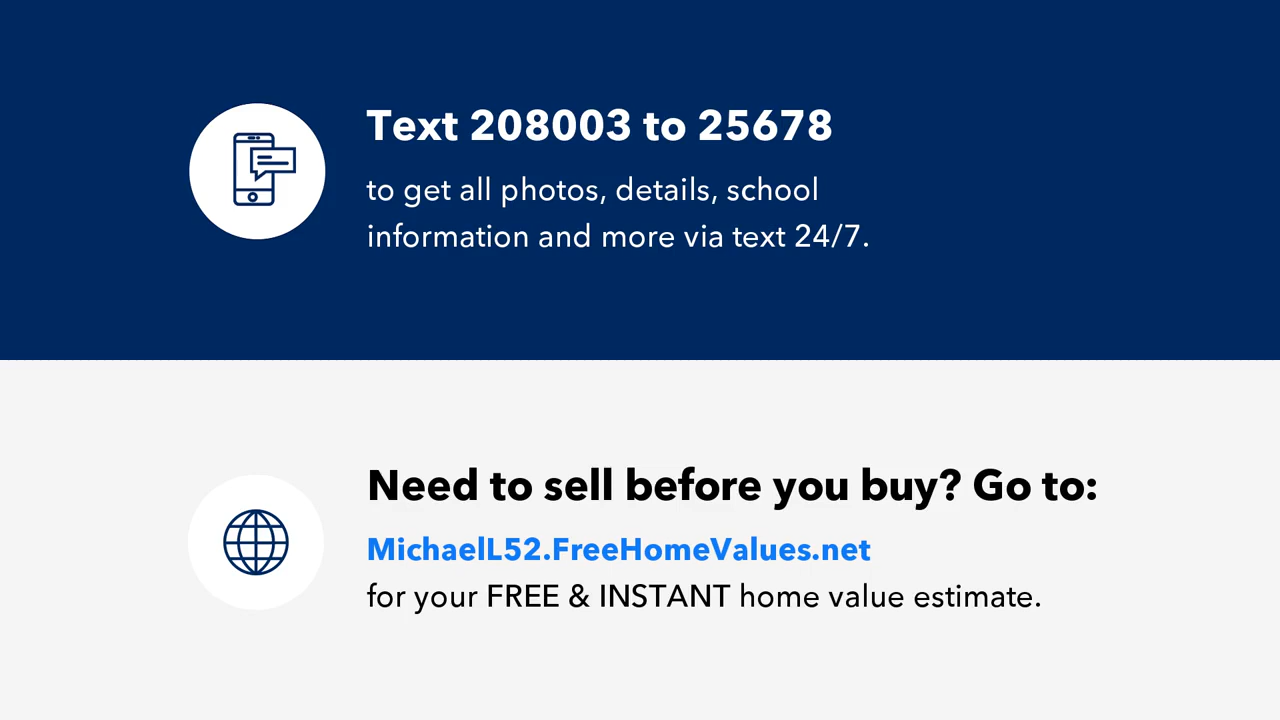 Text 208003 to 25678
to get all photos, details, school
information and more via text 24/7.
Need to sell before you buy? Go to:
MichaelL52.FreeHomeValues.net
for your FREE & INSTANT home value estimate.